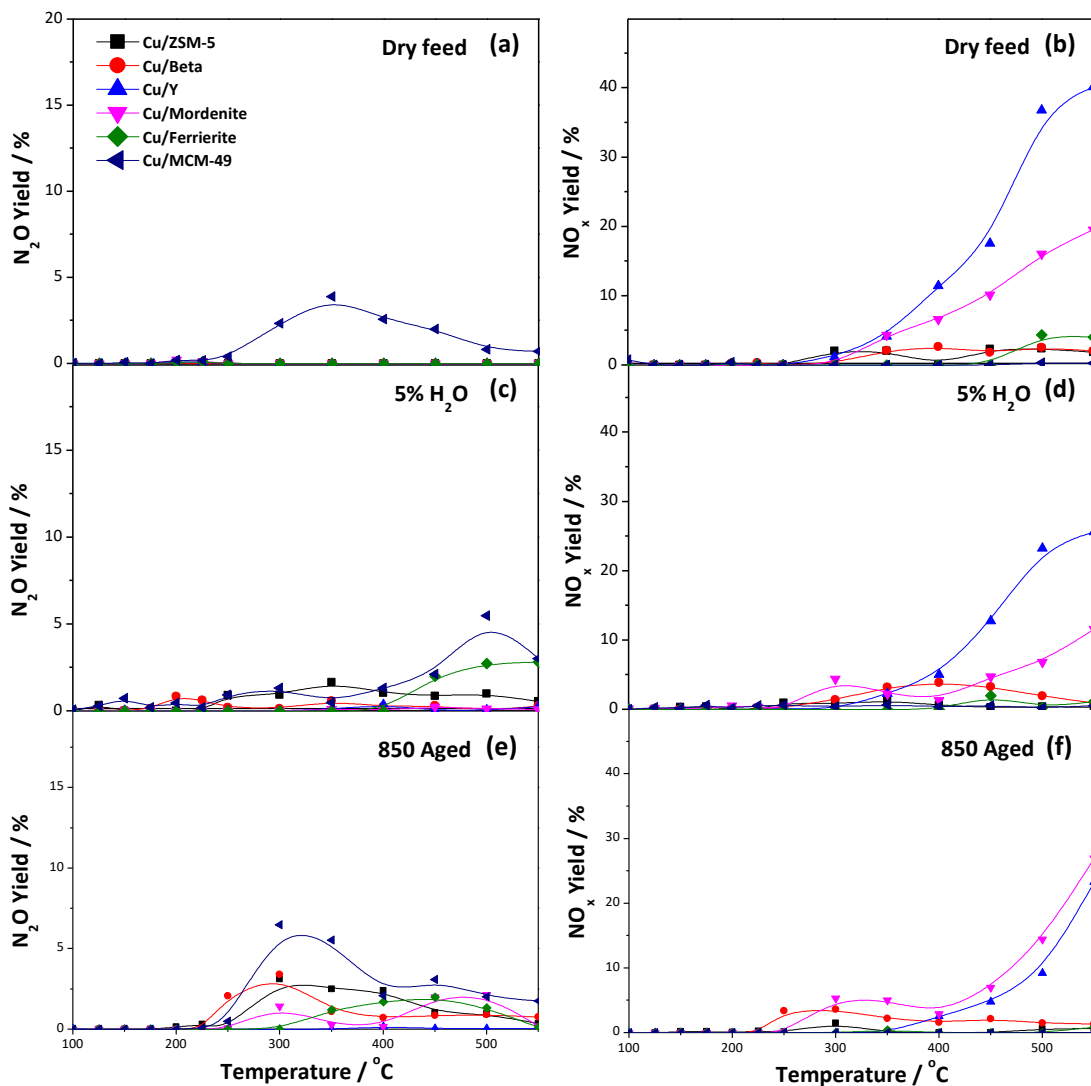 Dry feed (a)
Cu/ZSM-5
Cu/Beta
Cu/Y
Cu/Mordenite
Cu/Ferrierite
Cu/MCM-49
N₂O Yield / %
20
15
10
5
0
Dry feed (b)
NOₓ Yield / %
40
30
20
10
0
5% H₂O (c)
N₂O Yield / %
15
10
5
0
5% H₂O (d)
NOₓ Yield / %
40
30
20
10
0
850 Aged (e)
N₂O Yield / %
15
10
5
0
100 200 300 400 500
Temperature / °C
850 Aged (f)
NOₓ Yield / %
40
30
20
10
0
100 200 300 400 500
Temperature / °C